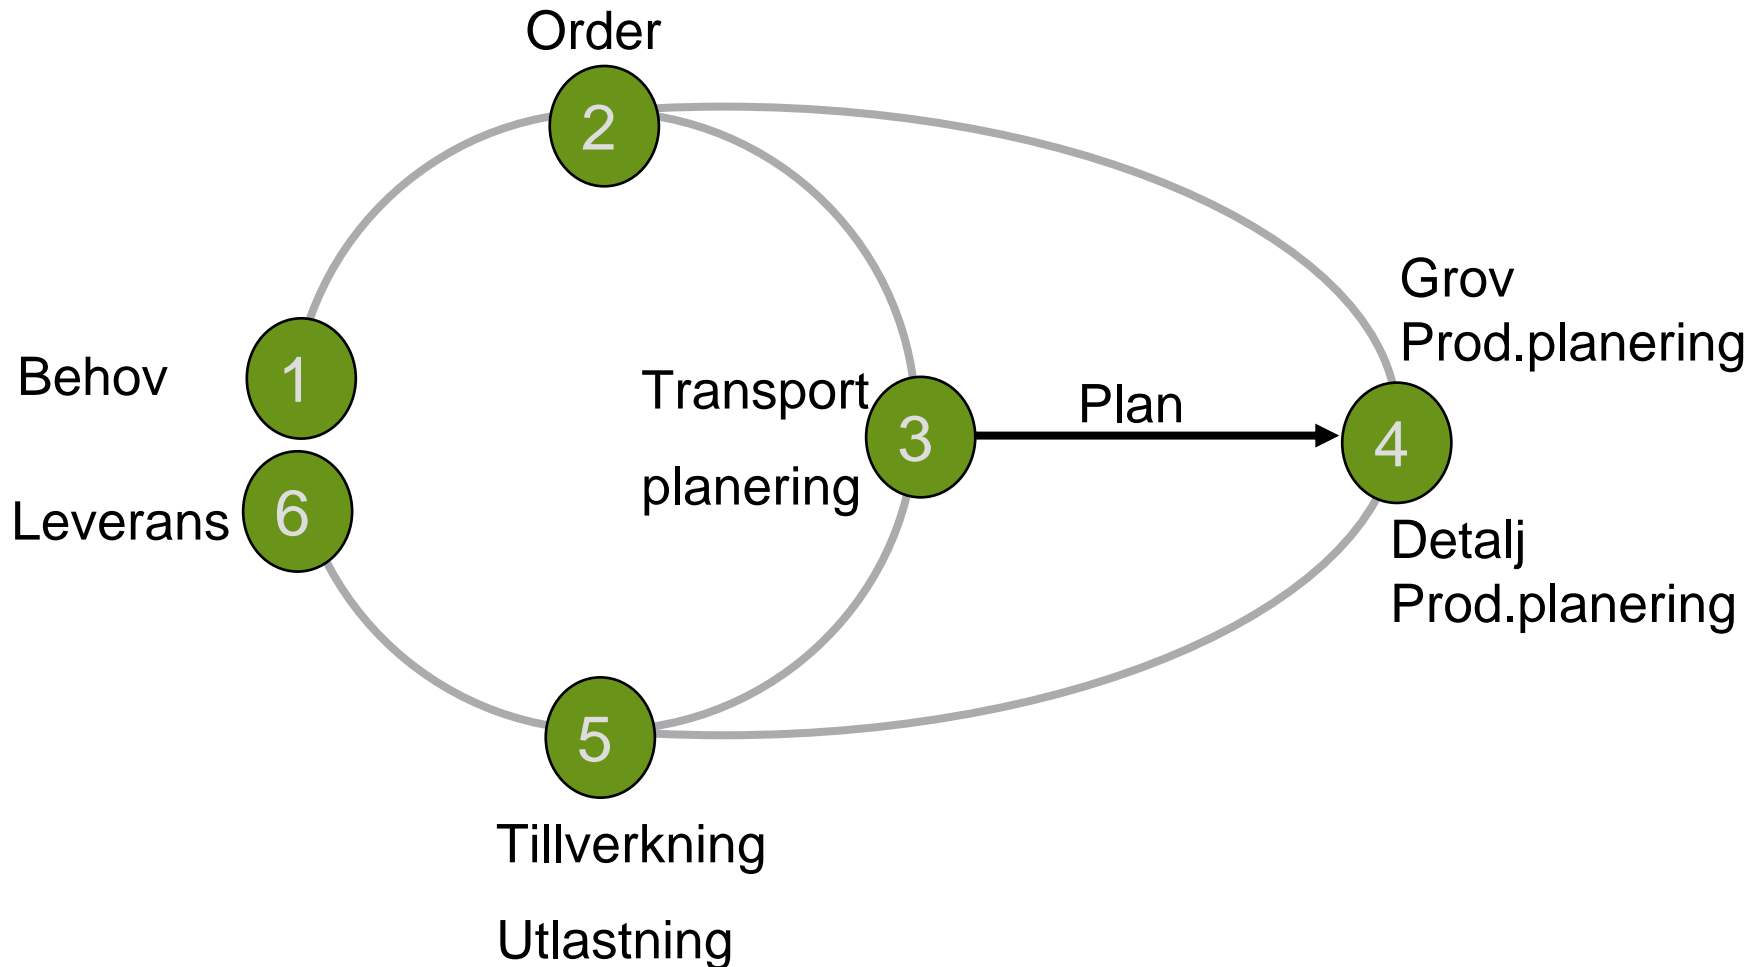 Order
2
Grov
Prod.planering
Behov
1
Transport
planering
3
Plan
4
Leverans
6
Detalj
Prod.planering
5
Tillverkning
Utlastning